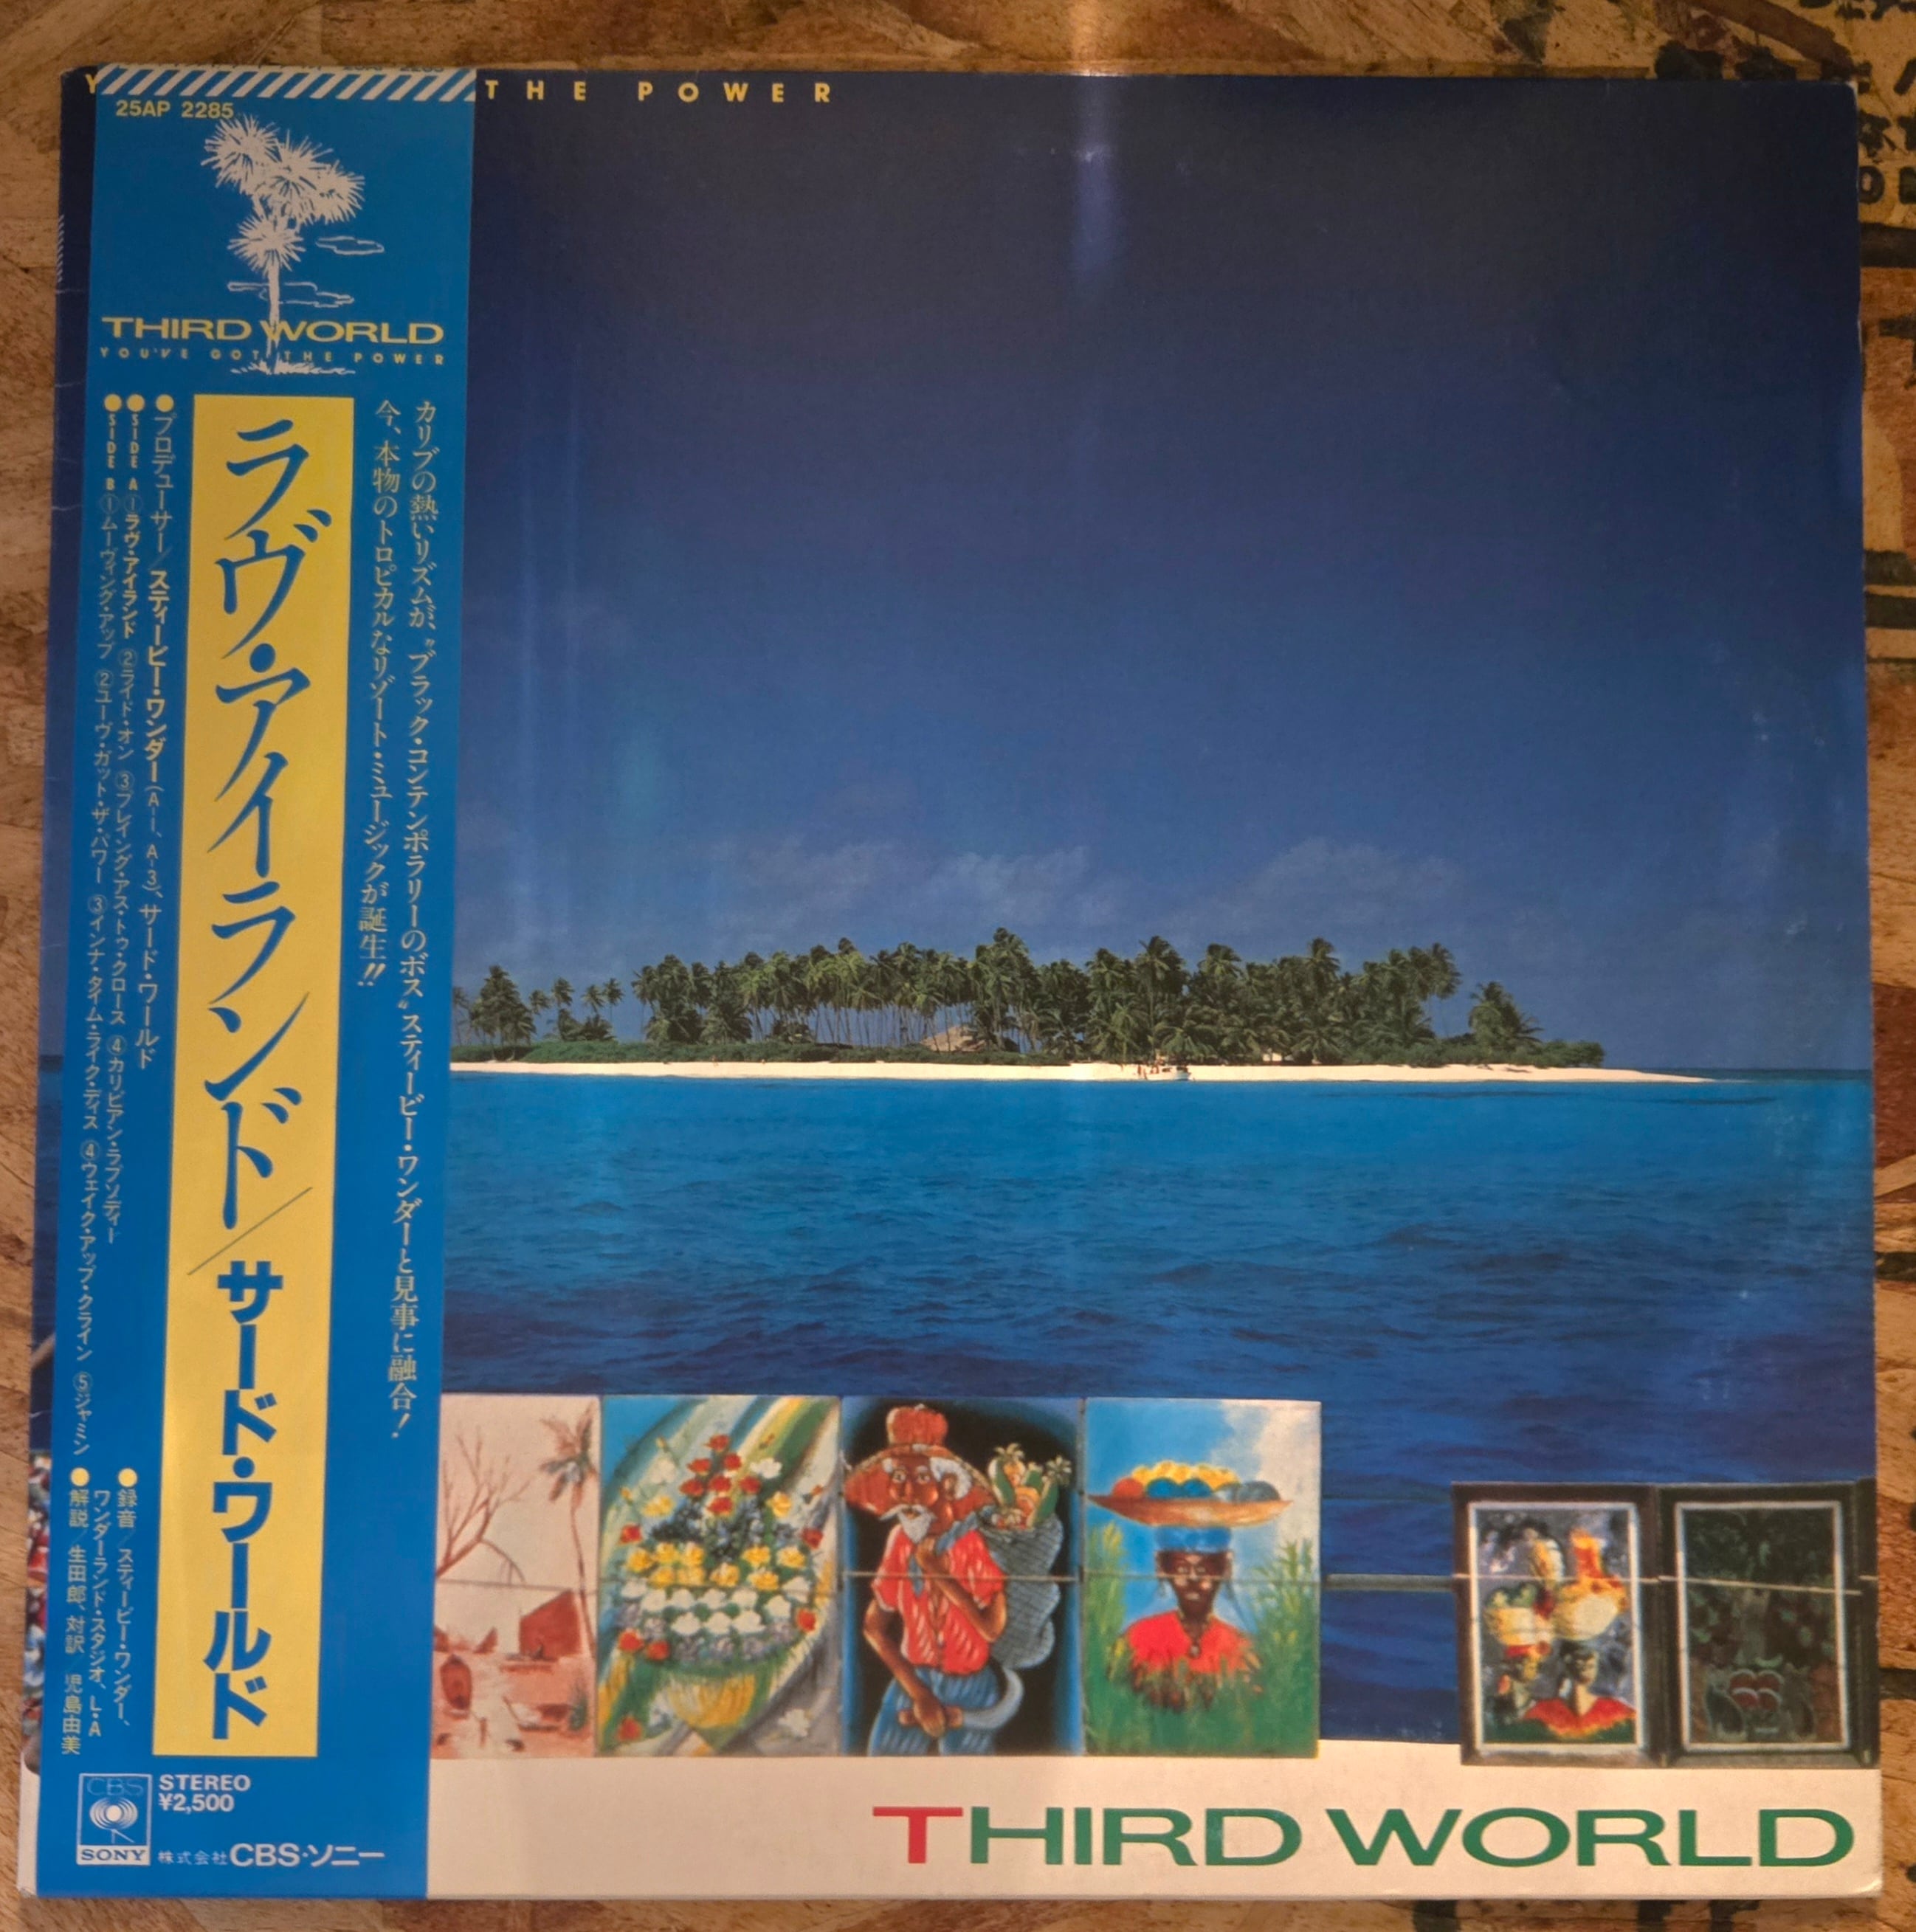 THE POWER
25AP 2285
THIRD WORLD
YOU'VE GOT THE POWER
カリブの熱いリズムが、〝ブラック・コンテンポラリーのボス〟スティービー・ワンダーと見事に融合！
今、本物のトロピカルなリゾート・ミュージックが誕生!!
ラヴ・アイランド／サード・ワールド
●プロデューサー／スティービー・ワンダー(A-1、A-3)、サード・ワールド
●SIDE A ①ラヴ・アイランド ②ライド・オン ③プレイング・アス・トゥ・クロース ④カリビアン・ラプソディー
●SIDE B ①ムーヴィング・アップ ②ユーヴ・ガット・ザ・パワー ③インナ・タイム・ライク・ディス ④ウェイク・アップ・クライン ⑤ジャミン
●録音／スティービー・ワンダー、
ワンダーランド・スタジオ、L・A
●解説／生田郎、対訳 児島由美
CBS
SONY
STEREO
¥2,500
株式会社CBS・ソニー
THIRD WORLD